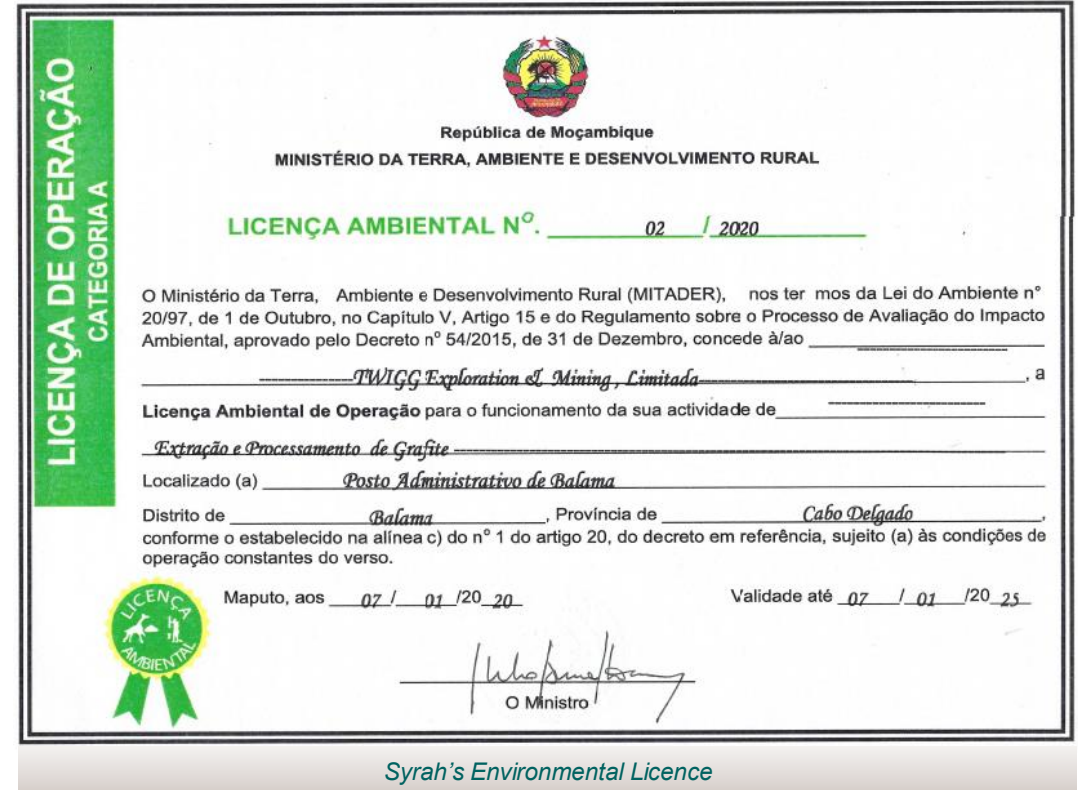 LICENÇA DE OPERAÇÃO
CATEGORIA A
República de Moçambique
MINISTÉRIO DA TERRA, AMBIENTE E DESENVOLVIMENTO RURAL
LICENÇA AMBIENTAL Nº. 02 / 2020
O Ministério da Terra, Ambiente e Desenvolvimento Rural (MITADER), nos ter mos da Lei do Ambiente nº
20/97, de 1 de Outubro, no Capítulo V, Artigo 15 e do Regulamento sobre o Processo de Avaliação do Impacto
Ambiental, aprovado pelo Decreto nº 54/2015, de 31 de Dezembro, concede à/ao
TWIGG Exploration & Mining, Limitada, a
Licença Ambiental de Operação para o funcionamento da sua actividade de
Extração e Processamento de Grafite
Localizado (a) Posto Administrativo de Balama
Distrito de Balama, Província de Cabo Delgado,
conforme o estabelecido na alínea c) do nº 1 do artigo 20, do decreto em referência, sujeito (a) às condições de
operação constantes do verso.
Maputo, aos 07 / 01 /20 20 Validade até 07 / 01 /20 25
LICENÇA
AMBIENTAL
O Ministro
Syrah's Environmental Licence